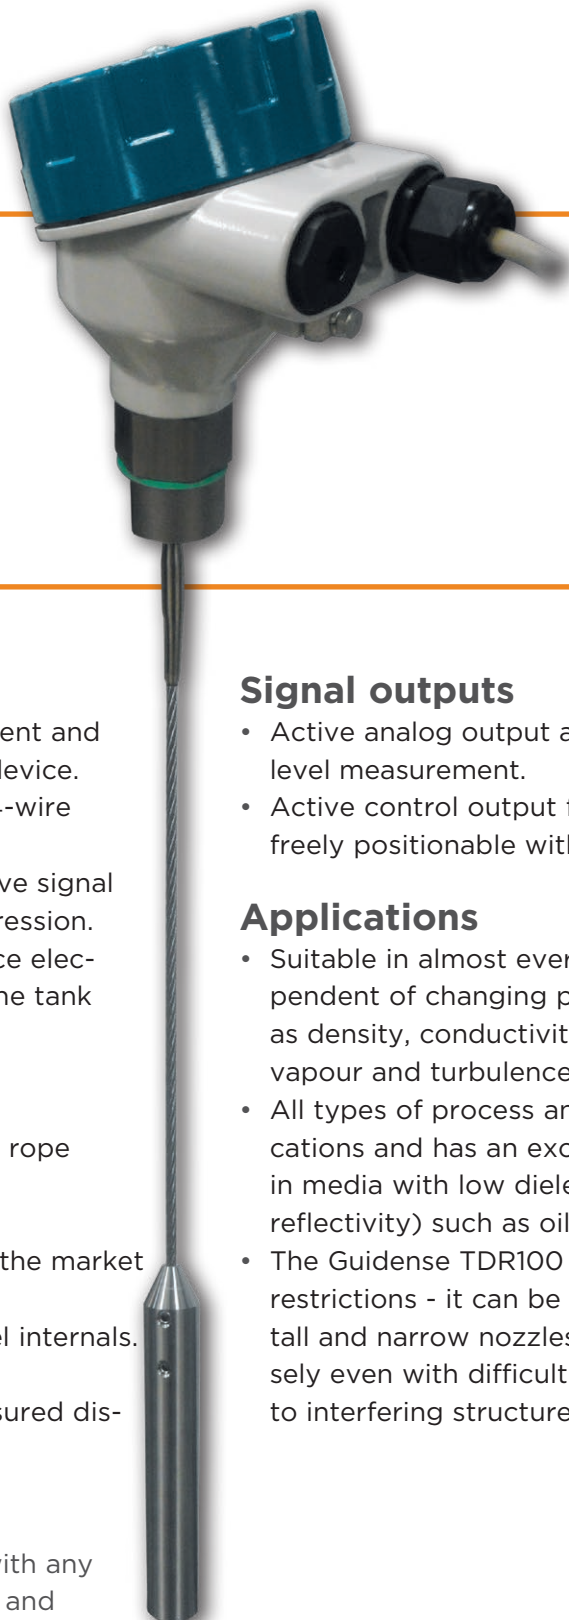 ent and
device.
-wire
ve signal
ression.
ce elec-
ne tank
rope
the market
el internals.
sured dis-
with any
and
Signal outputs
• Active analog output a
level measurement.
• Active control output f
freely positionable with
Applications
• Suitable in almost ever
pendent of changing p
as density, conductivit
vapour and turbulence
• All types of process an
cations and has an exc
in media with low diele
reflectivity) such as oil
• The Guidense TDR100
restrictions - it can be
tall and narrow nozzles
sely even with difficult
to interfering structure